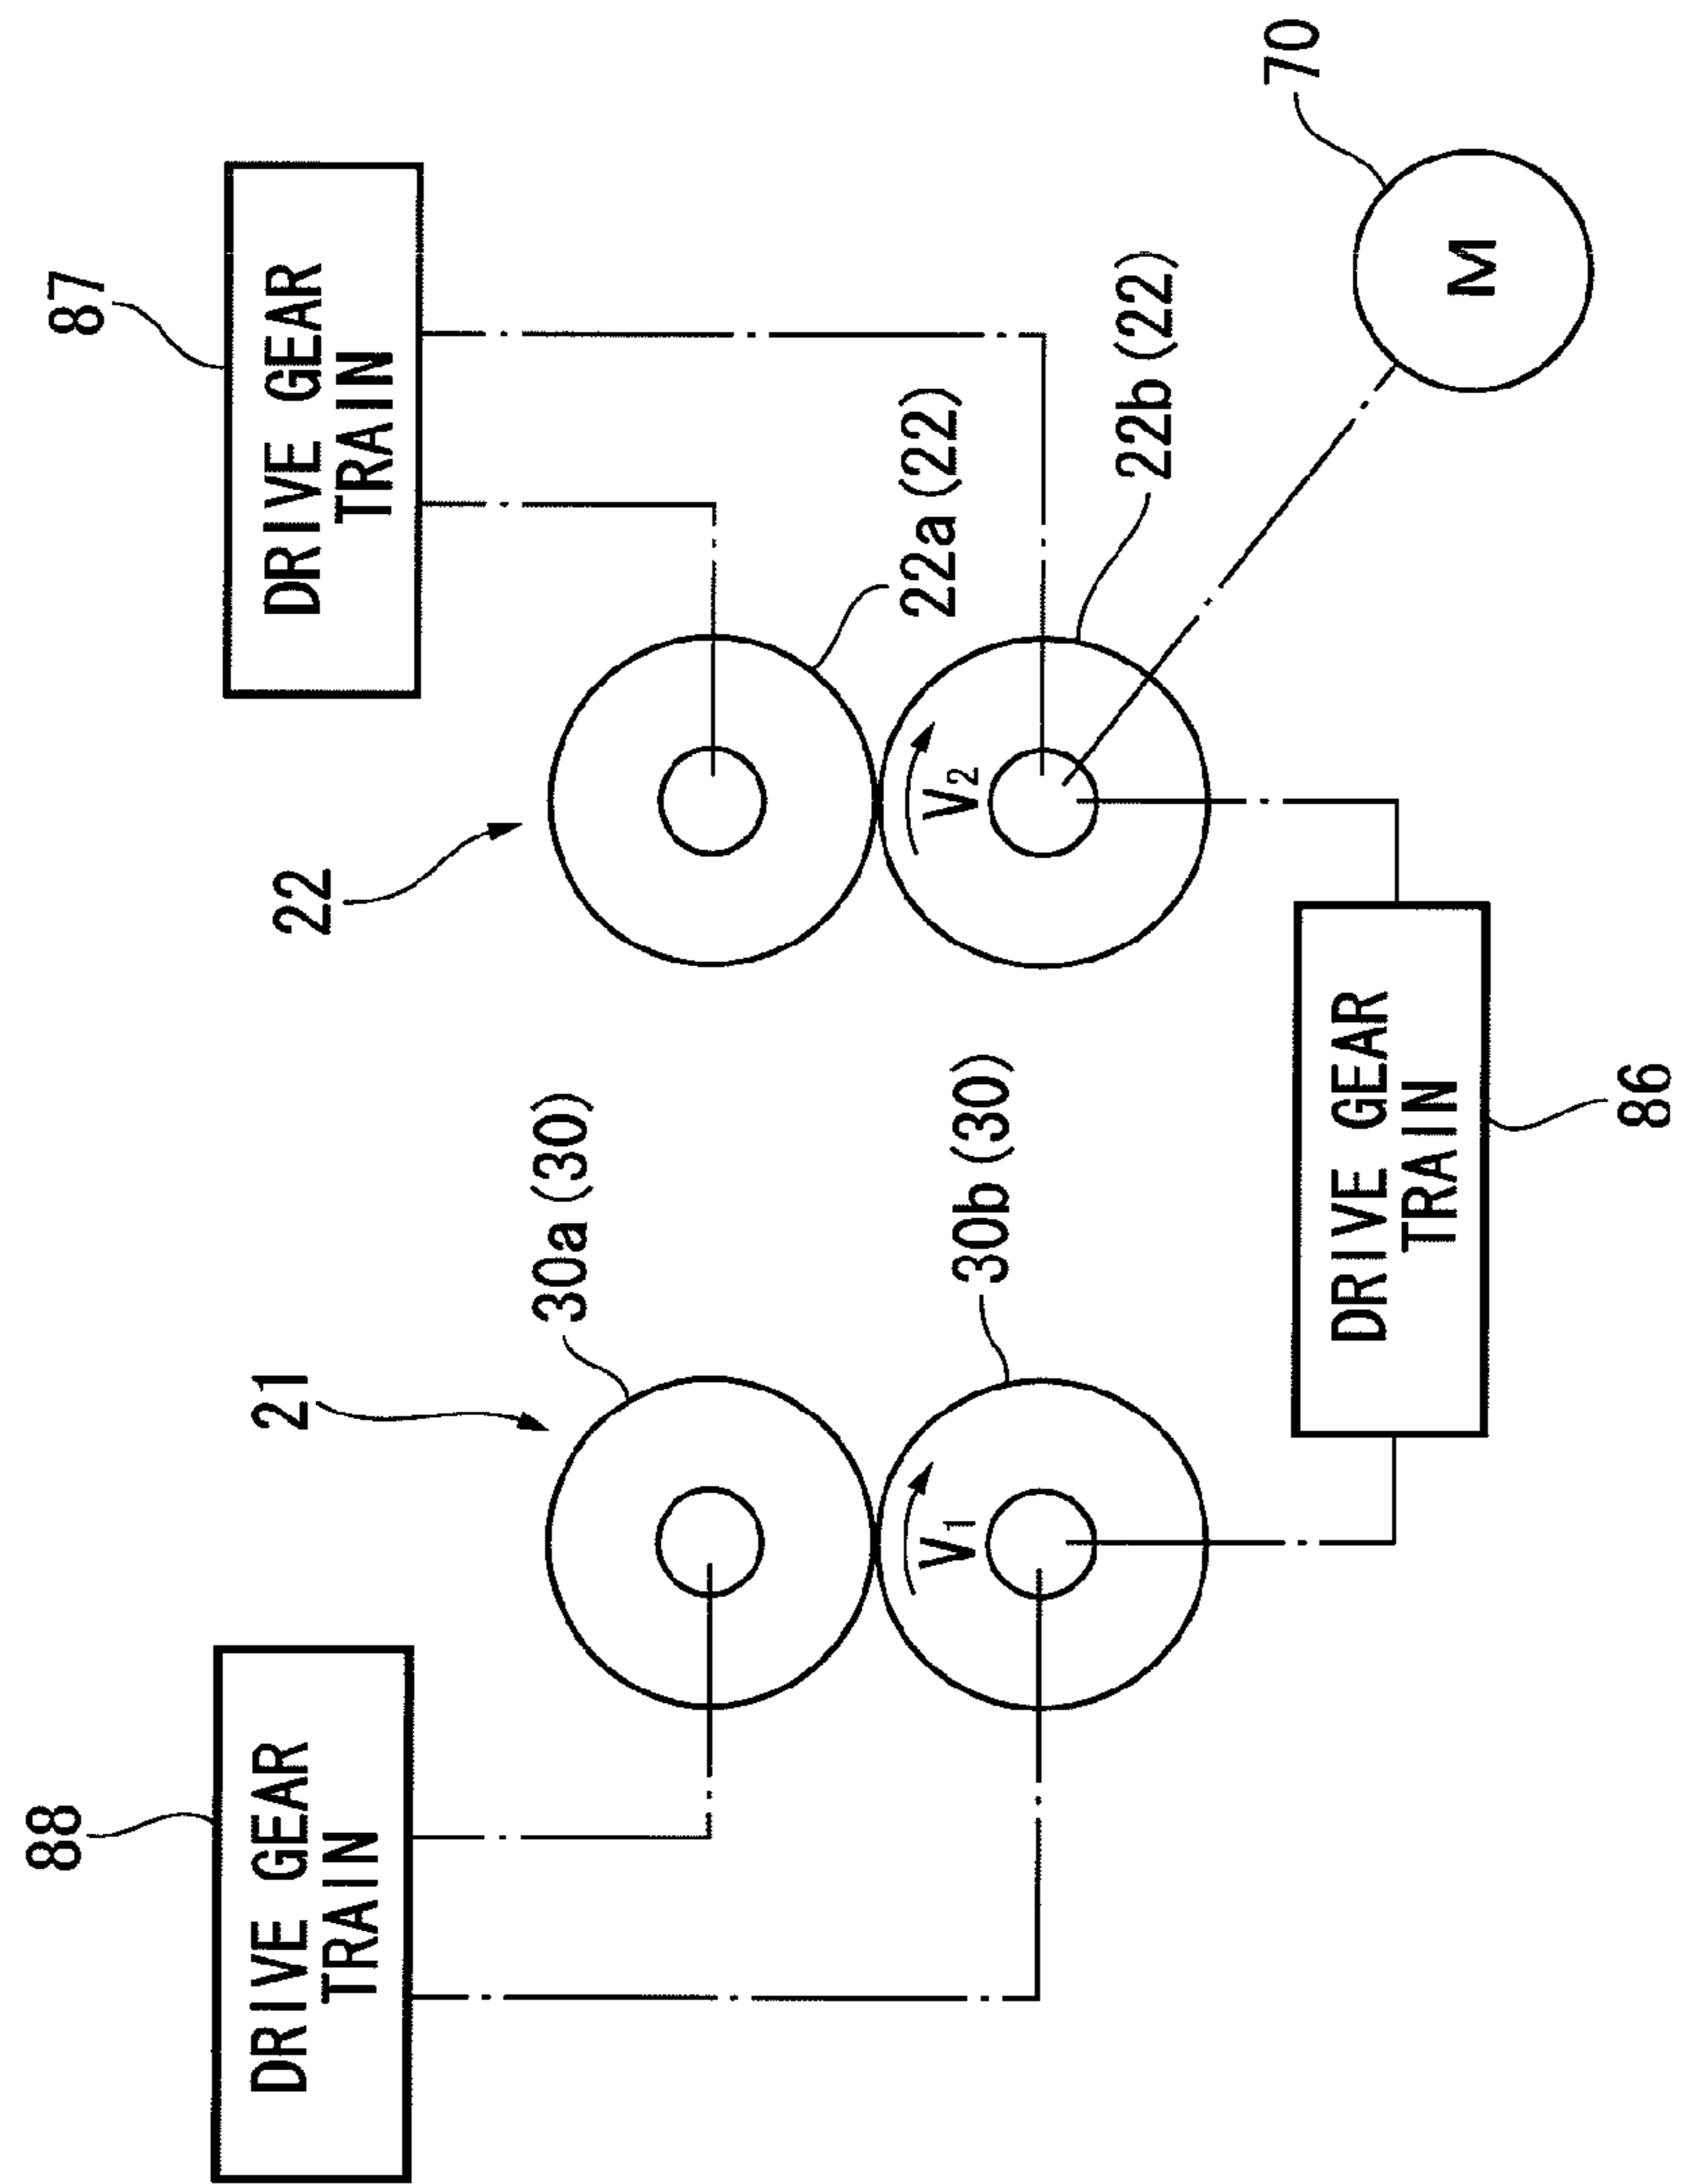 88
DRIVE GEAR
TRAIN
87
DRIVE GEAR
TRAIN
21
22
30a (30)
22a (22)
V1
30b (30)
V2
22b (22)
70
M
DRIVE GEAR
TRAIN
86